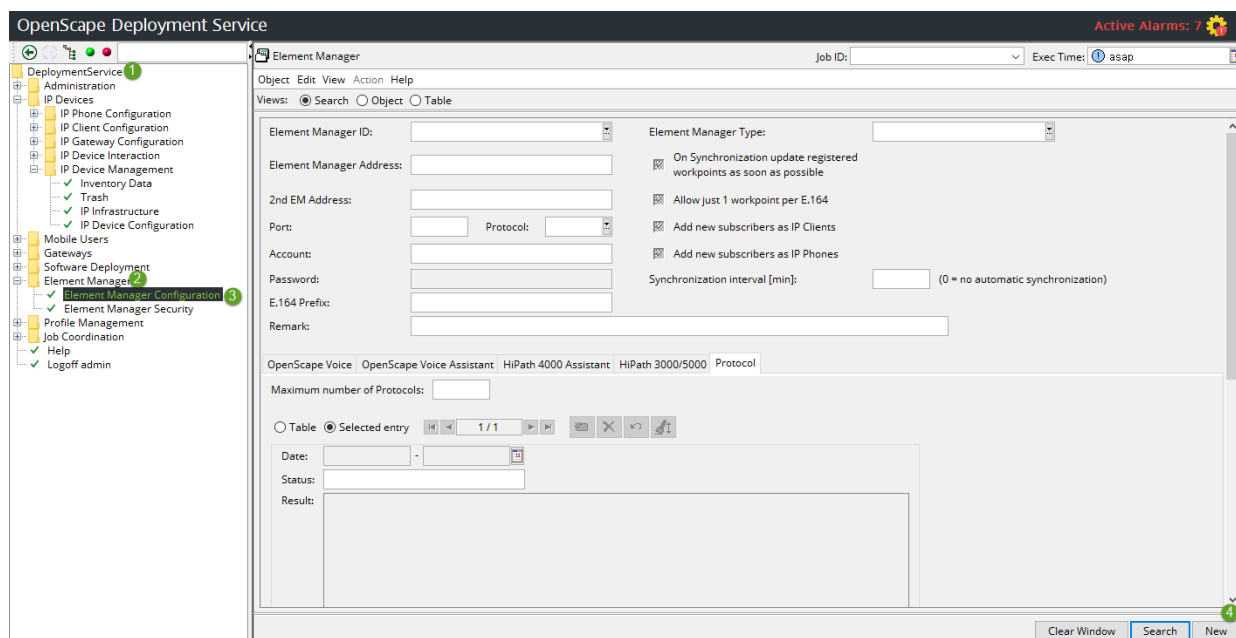 OpenScape Deployment Service
Active Alarms: 7
DeploymentService 1
Administration
IP Devices
IP Phone Configuration
IP Client Configuration
IP Gateway Configuration
IP Device Interaction
IP Device Management
Inventory Data
Trash
IP Infrastructure
IP Device Configuration
Mobile Users
Gateways
Software Deployment
Element Manager 2
Element Manager Configuration 3
Element Manager Security
Profile Management
Job Coordination
Help
Logoff admin
Element Manager Job ID: Exec Time: asap
Object Edit View Action Help
Views: Search Object Table
Element Manager ID: Element Manager Type:
Element Manager Address: On Synchronization update registered
workpoints as soon as possible
2nd EM Address: Allow just 1 workpoint per E.164
Port: Protocol: Add new subscribers as IP Clients
Account: Add new subscribers as IP Phones
Password: Synchronization interval [min]: (0 = no automatic synchronization)
E.164 Prefix:
Remark:
OpenScape Voice OpenScape Voice Assistant HiPath 4000 Assistant HiPath 3000/5000 Protocol
Maximum number of Protocols:
Table Selected entry 1 / 1
Date: -
Status:
Result:
4
Clear Window Search New